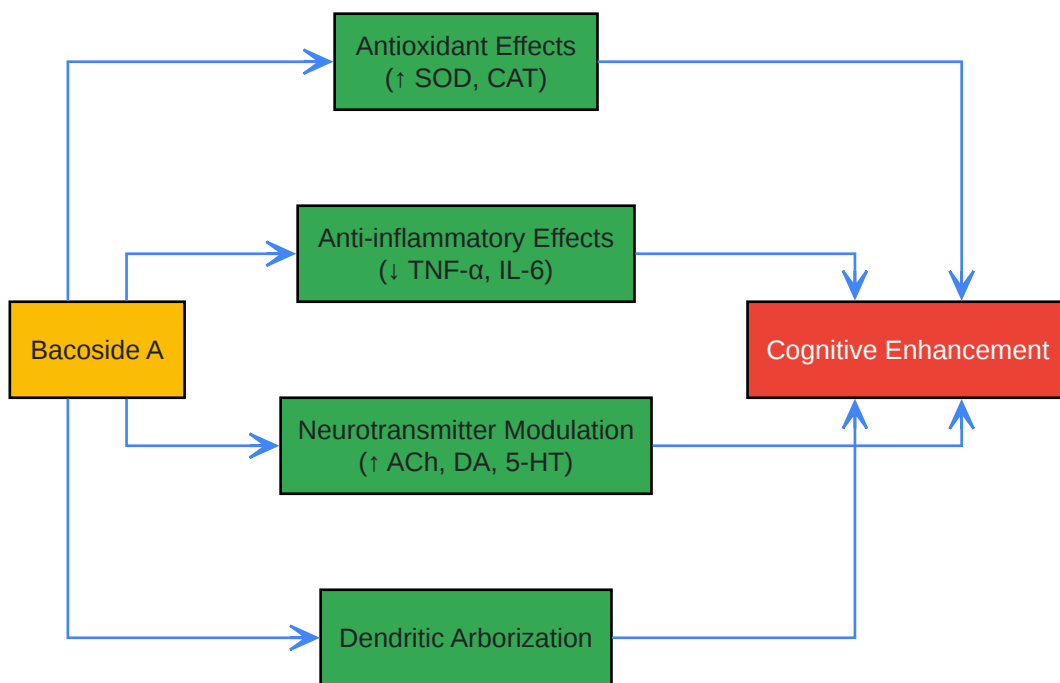 Antioxidant Effects
(↑ SOD, CAT)
Anti-inflammatory Effects
(↓ TNF-α, IL-6)
Bacoside A
Cognitive Enhancement
Neurotransmitter Modulation
(↑ ACh, DA, 5-HT)
Dendritic Arborization